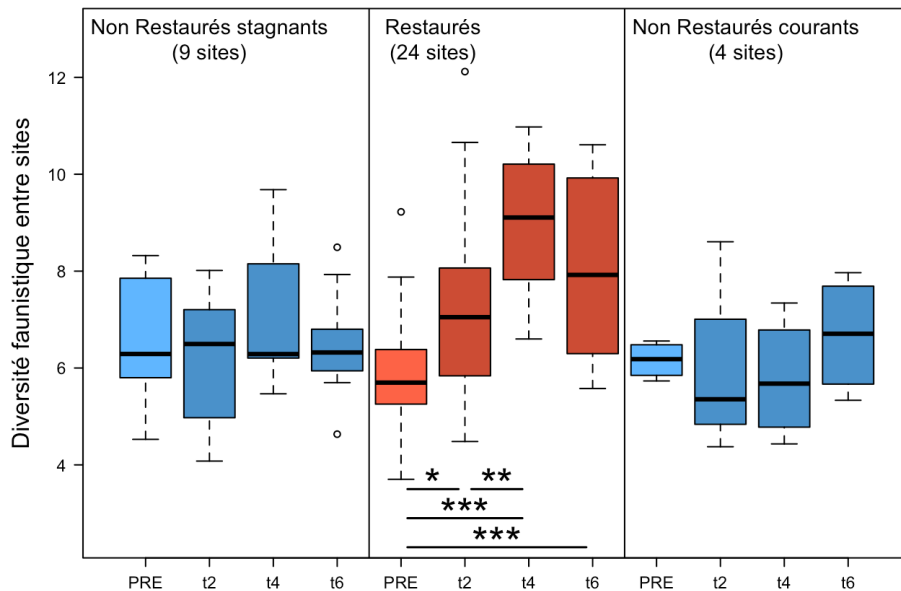 Non Restaurés stagnants
(9 sites)
Restaurés
(24 sites)
Non Restaurés courants
(4 sites)
Diversité faunistique entre sites
12
10
8
6
4
* **
***
***
PRE t2 t4 t6 PRE t2 t4 t6 PRE t2 t4 t6